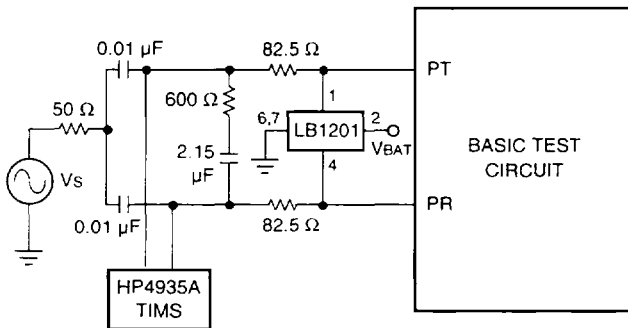 0.01 µF
82.5 Ω
PT
50 Ω
600 Ω
1
6,7
LB1201
2
VBAT
BASIC TEST
CIRCUIT
2.15
µF
4
VS
0.01 µF
82.5 Ω
PR
HP4935A
TIMS